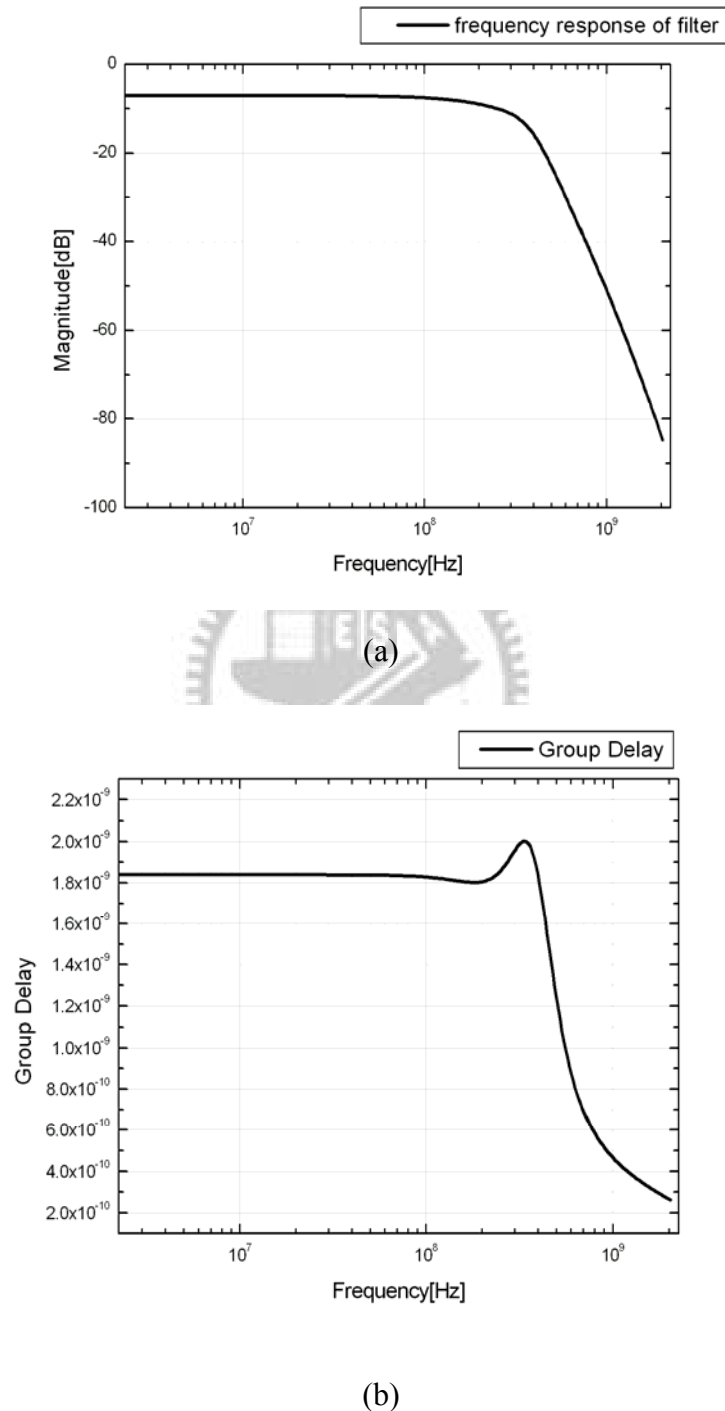 frequency response of filter
0
-20
-40
-60
-80
-100
Magnitude[dB]
10⁷ 10⁸ 10⁹
Frequency[Hz]
ES
(a)
Group Delay
2.2x10⁻⁹
2.0x10⁻⁹
1.8x10⁻⁹
1.6x10⁻⁹
1.4x10⁻⁹
1.2x10⁻⁹
1.0x10⁻⁹
8.0x10⁻¹⁰
6.0x10⁻¹⁰
4.0x10⁻¹⁰
2.0x10⁻¹⁰
Group Delay
10⁷ 10⁸ 10⁹
Frequency[Hz]
(b)